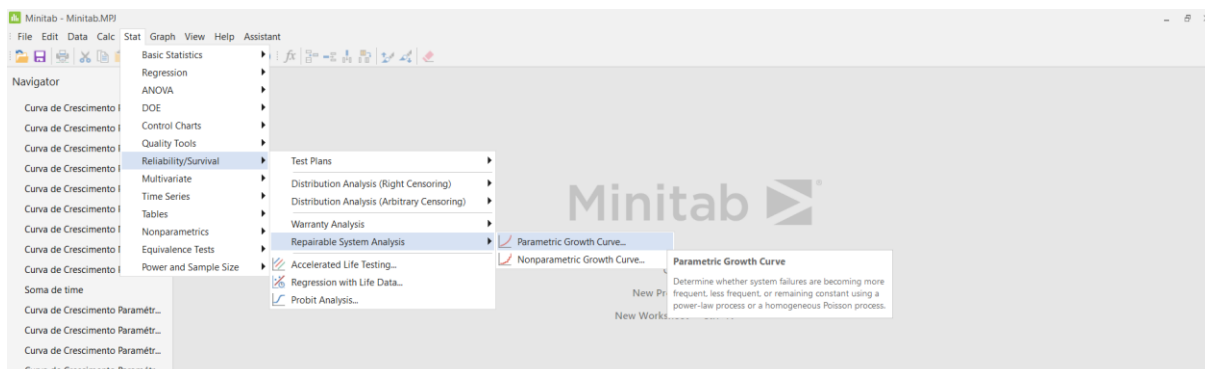 Minitab - Minitab.MPJ
File Edit Data Calc Stat Graph View Help Assistant
Navigator
Curva de Crescimento
Curva de Crescimento
Curva de Crescimento
Curva de Crescimento
Curva de Crescimento
Curva de Crescimento
Curva de Crescimento
Curva de Crescimento
Curva de Crescimento
Soma de time
Curva de Crescimento Paramétr...
Curva de Crescimento Paramétr...
Curva de Crescimento Paramétr...
Basic Statistics
Regression
ANOVA
DOE
Control Charts
Quality Tools
Reliability/Survival
Multivariate
Time Series
Tables
Nonparametrics
Equivalence Tests
Power and Sample Size
Test Plans
Distribution Analysis (Right Censoring)
Distribution Analysis (Arbitrary Censoring)
Warranty Analysis
Repairable System Analysis
Accelerated Life Testing...
Regression with Life Data...
Probit Analysis...
Parametric Growth Curve...
Nonparametric Growth Curve...
Minitab
New
New
Parametric Growth Curve
Determine whether system failures are becoming more
frequent, less frequent, or remaining constant using a
power-law process or a homogeneous Poisson process.